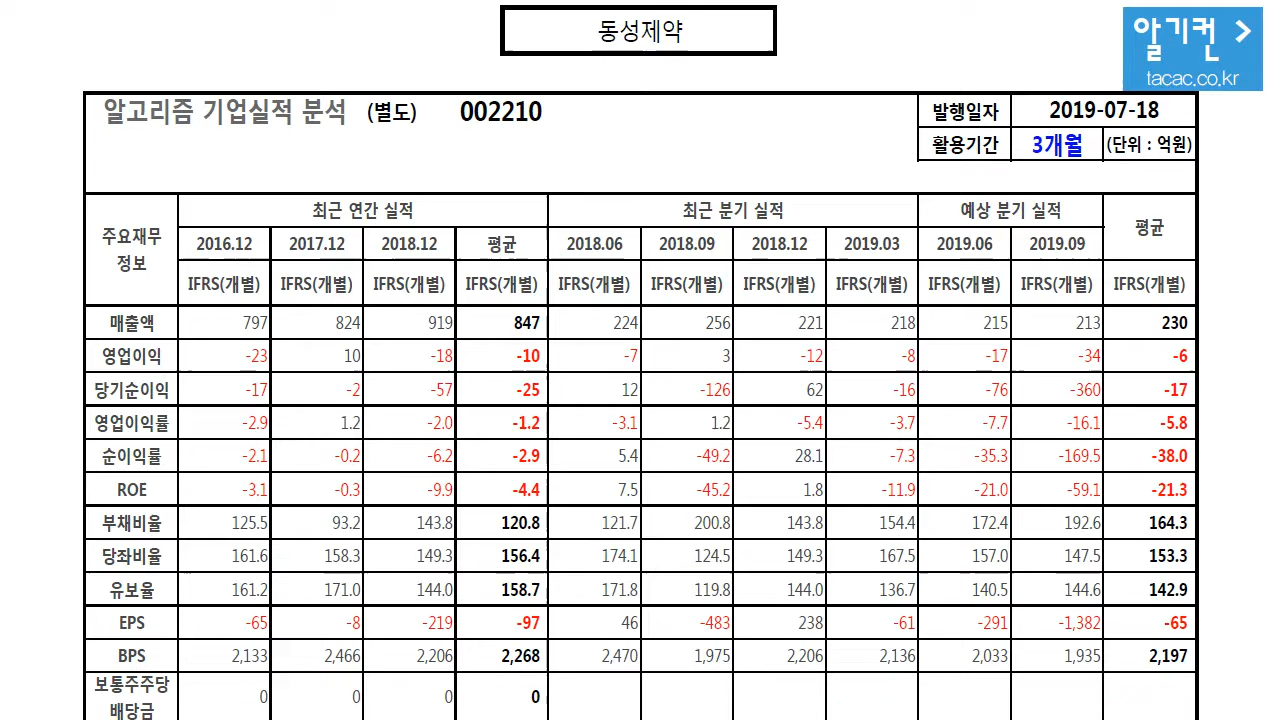 동성제약
알기컨 >
tacac.co.kr
알고리즘 기업실적 분석 (별도) 002210
발행일자 2019-07-18
활용기간 3개월 (단위 : 억원)
주요재무 정보 최근 연간 실적 최근 분기 실적 예상 분기 실적 평균
2016.12 2017.12 2018.12 평균 2018.06 2018.09 2018.12 2019.03 2019.06 2019.09
IFRS(개별) IFRS(개별) IFRS(개별) IFRS(개별) IFRS(개별) IFRS(개별) IFRS(개별) IFRS(개별) IFRS(개별) IFRS(개별) IFRS(개별)
매출액 797 824 919 847 224 256 221 218 215 213 230
영업이익 -23 10 -18 -10 -7 3 -12 -8 -17 -34 -6
당기순이익 -17 -2 -57 -25 12 -126 62 -16 -76 -360 -17
영업이익률 -2.9 1.2 -2.0 -1.2 -3.1 1.2 -5.4 -3.7 -7.7 -16.1 -5.8
순이익률 -2.1 -0.2 -6.2 -2.9 5.4 -49.2 28.1 -7.3 -35.3 -169.5 -38.0
ROE -3.1 -0.3 -9.9 -4.4 7.5 -45.2 1.8 -11.9 -21.0 -59.1 -21.3
부채비율 125.5 93.2 143.8 120.8 121.7 200.8 143.8 154.4 172.4 192.6 164.3
당좌비율 161.6 158.3 149.3 156.4 174.1 124.5 149.3 167.5 157.0 147.5 153.3
유보율 161.2 171.0 144.0 158.7 171.8 119.8 144.0 136.7 140.5 144.6 142.9
EPS -65 -8 -219 -97 46 -483 238 -61 -291 -1,382 -65
BPS 2,133 2,466 2,206 2,268 2,470 1,975 2,206 2,136 2,033 1,935 2,197
보통주주당 배당금 0 0 0 0